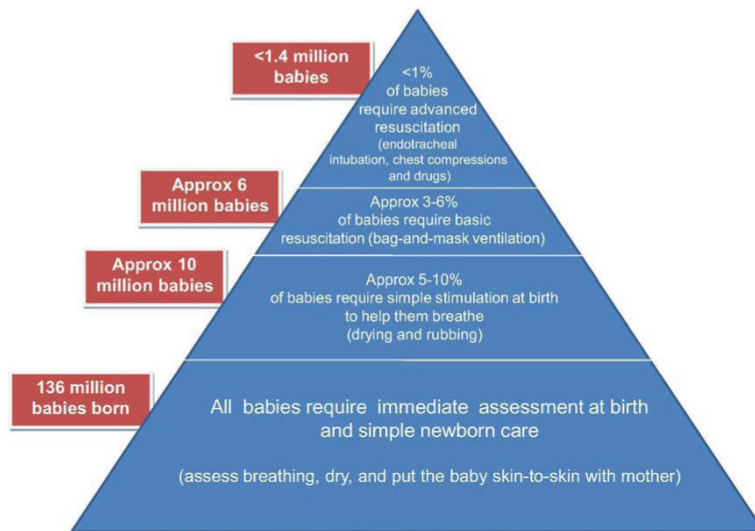 <1.4 million
babies
<1%
of babies
require advanced
resuscitation
(endotracheal
intubation, chest compressions
and drugs)
Approx 6
million babies
Approx 3-6%
of babies require basic
resuscitation (bag-and-mask ventilation)
Approx 10
million babies
Approx 5-10%
of babies require simple stimulation at birth
to help them breathe
(drying and rubbing)
136 million
babies born
All babies require immediate assessment at birth
and simple newborn care
(assess breathing, dry, and put the baby skin-to-skin with mother)